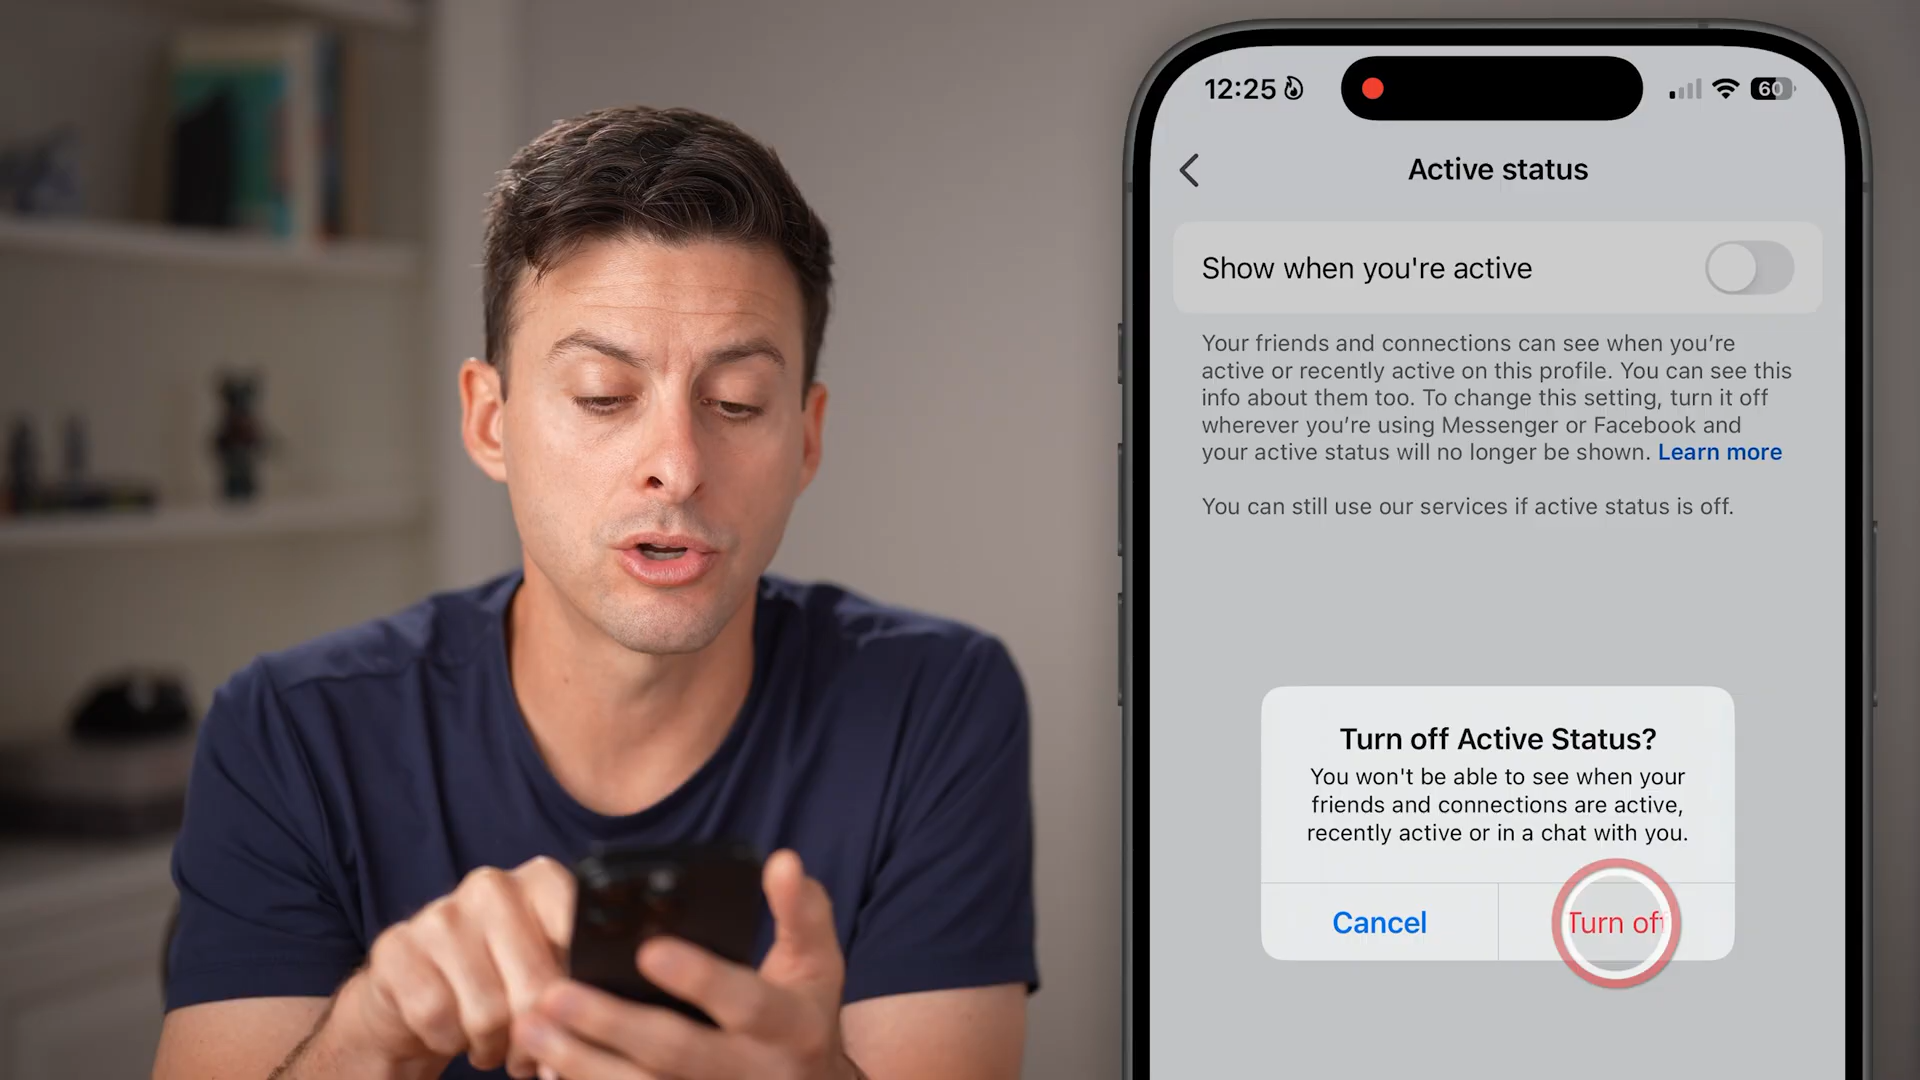 12:25
60
Active status
Show when you're active
Your friends and connections can see when you’re
active or recently active on this profile. You can see this
info about them too. To change this setting, turn it off
wherever you’re using Messenger or Facebook and
your active status will no longer be shown. Learn more
You can still use our services if active status is off.
Turn off Active Status?
You won't be able to see when your
friends and connections are active,
recently active or in a chat with you.
Cancel
Turn off